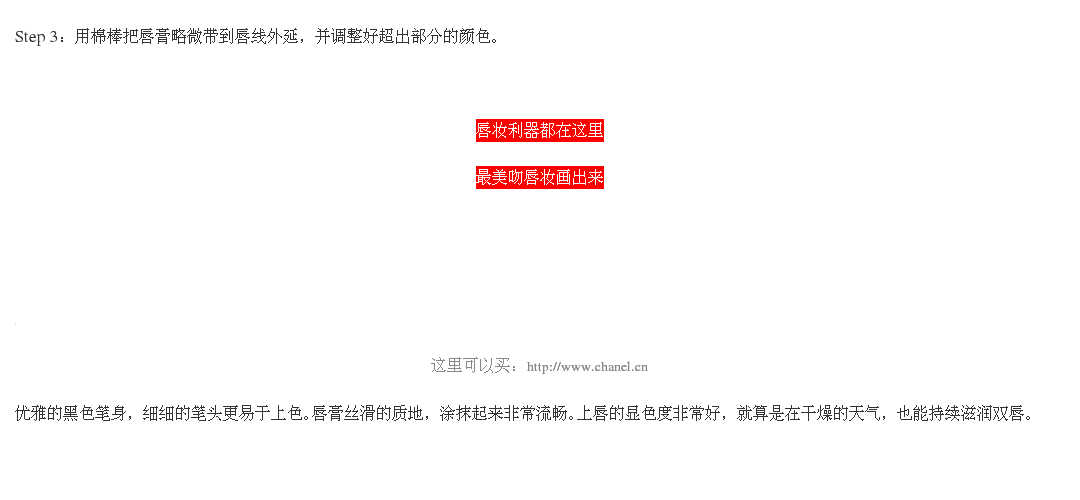 Step 3：用棉棒把唇膏略微带到唇线外延，并调整好超出部分的颜色。
唇妆利器都在这里
最美吻唇妆画出来
这里可以买：http://www.chanel.cn
优雅的黑色笔身，细细的笔头更易于上色。唇膏丝滑的质地，涂抹起来非常流畅。上唇的显色度非常好，就算是在干燥的天气，也能持续滋润双唇。